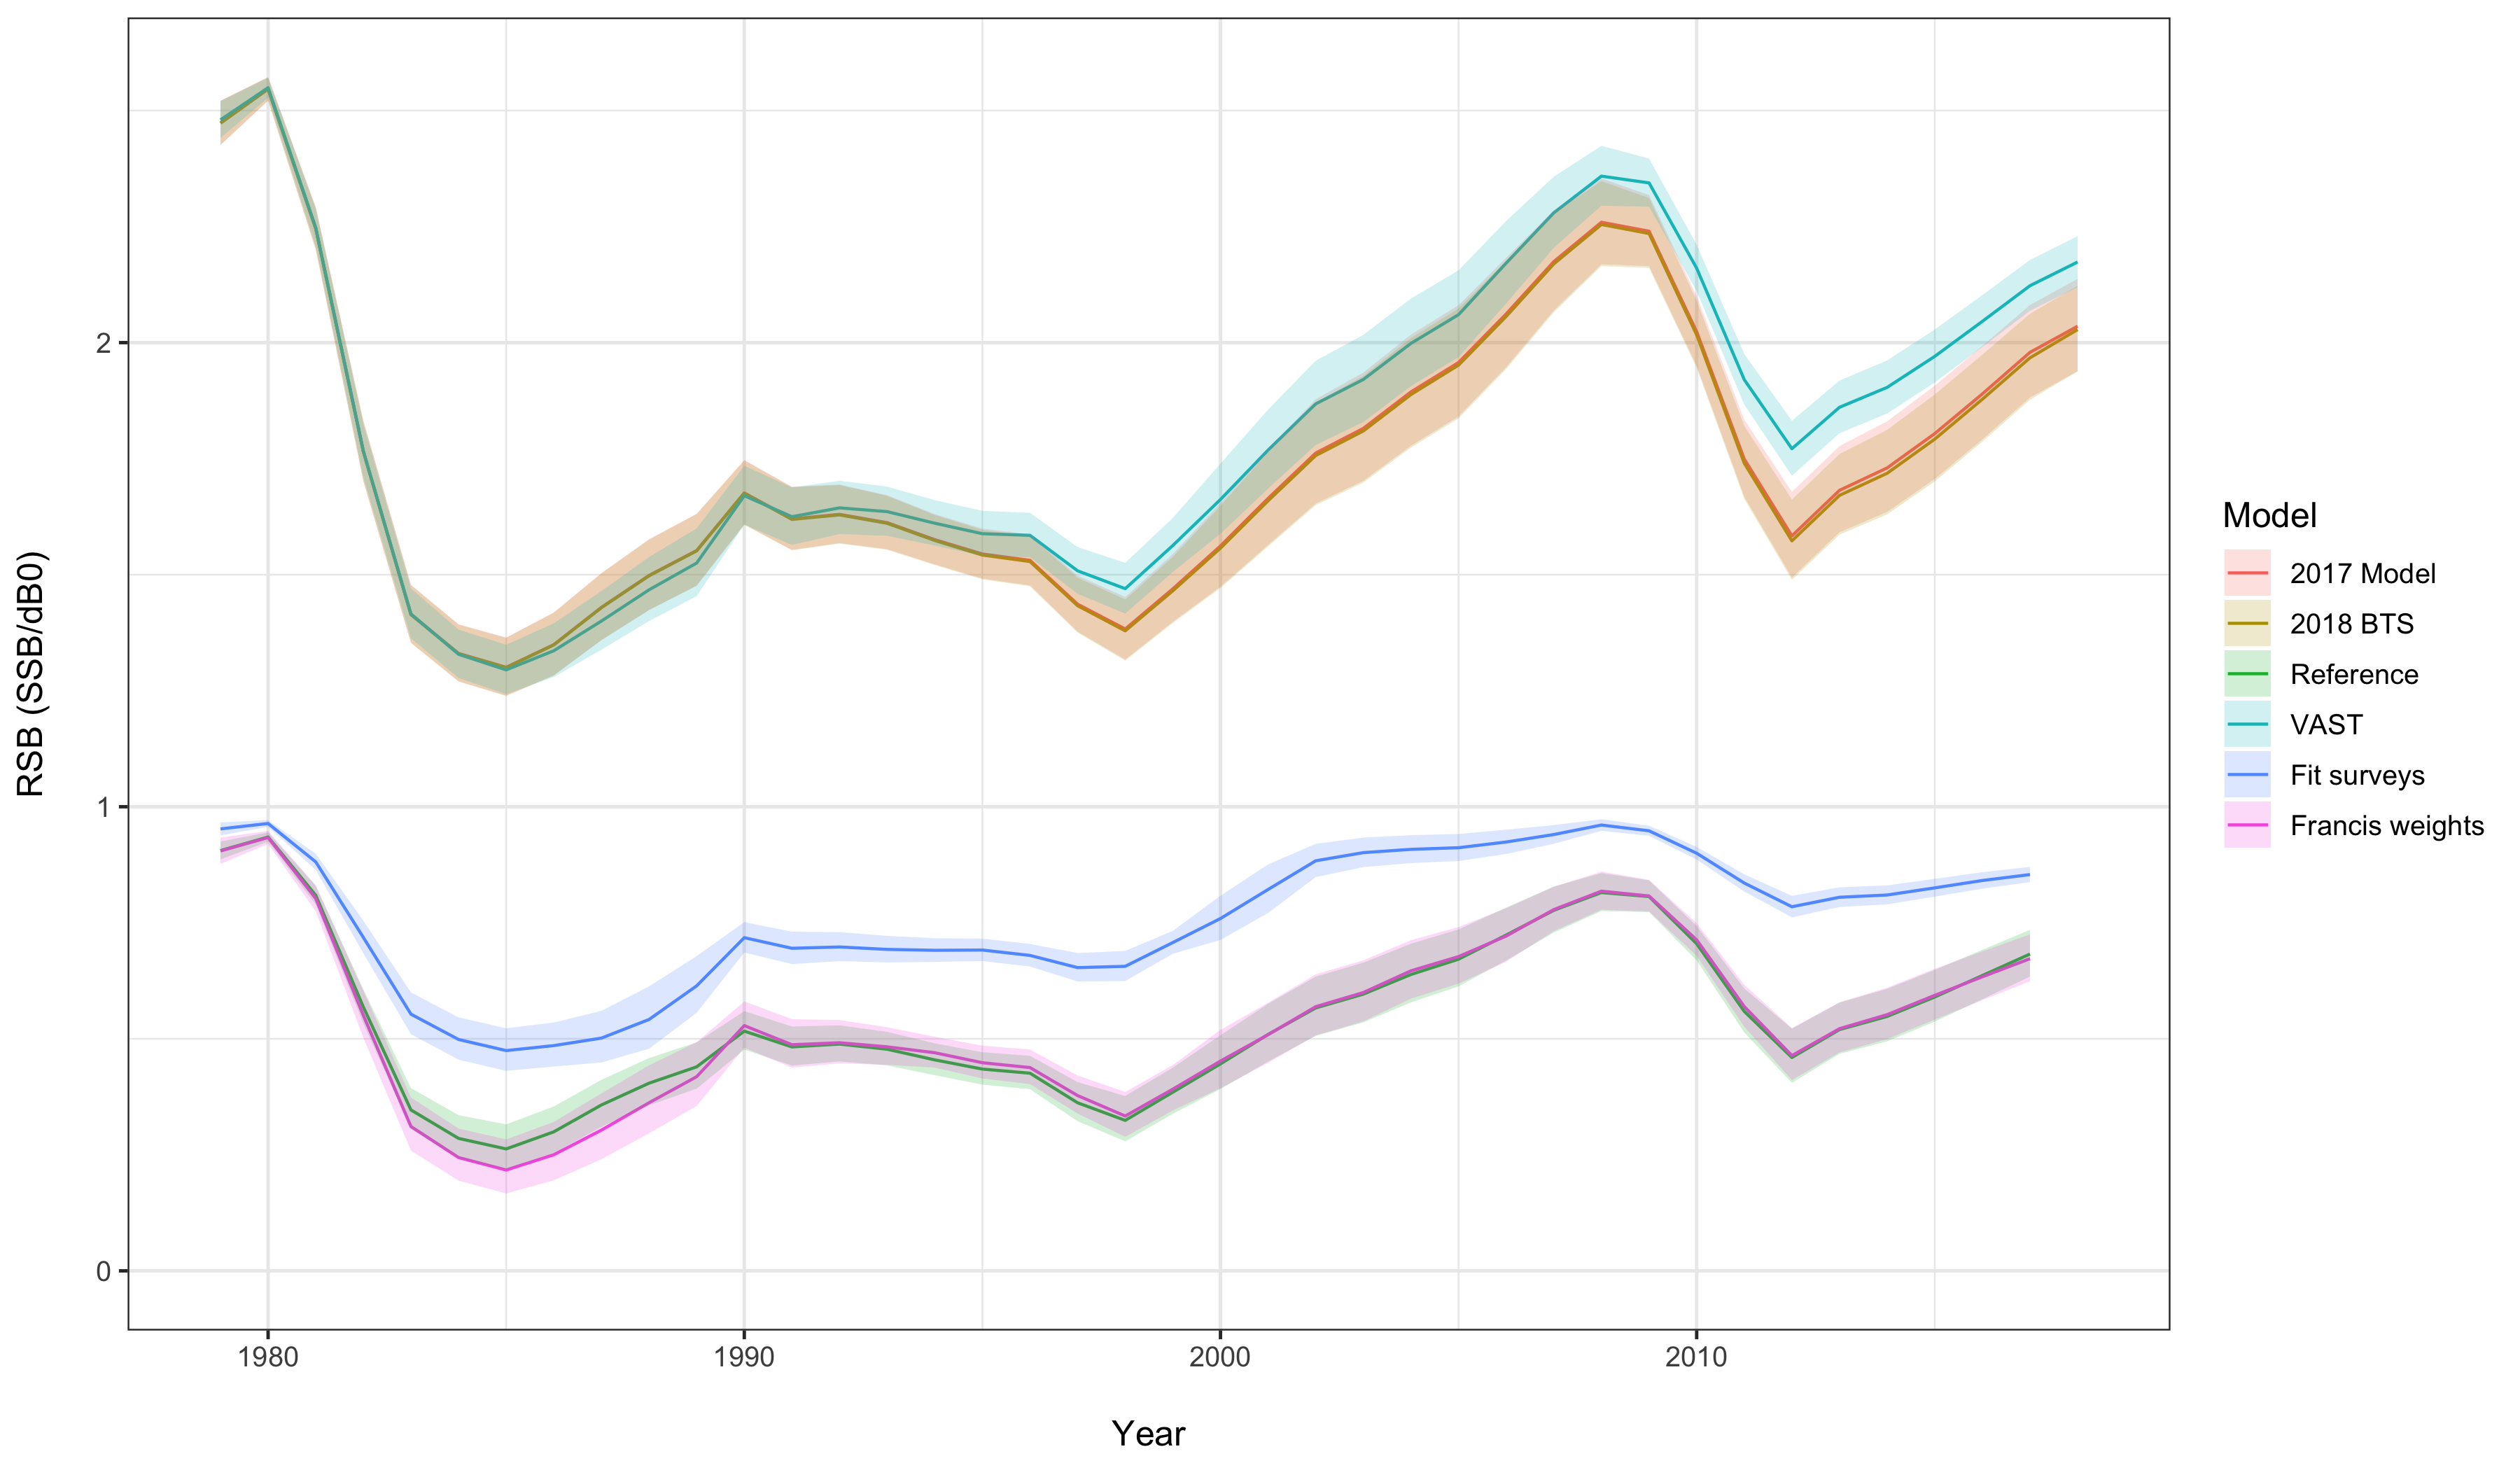 RSB (SSB/dB0)
2
1
0
1980
1990
2000
2010
Year
Model
2017 Model
2018 BTS
Reference
VAST
Fit surveys
Francis weights